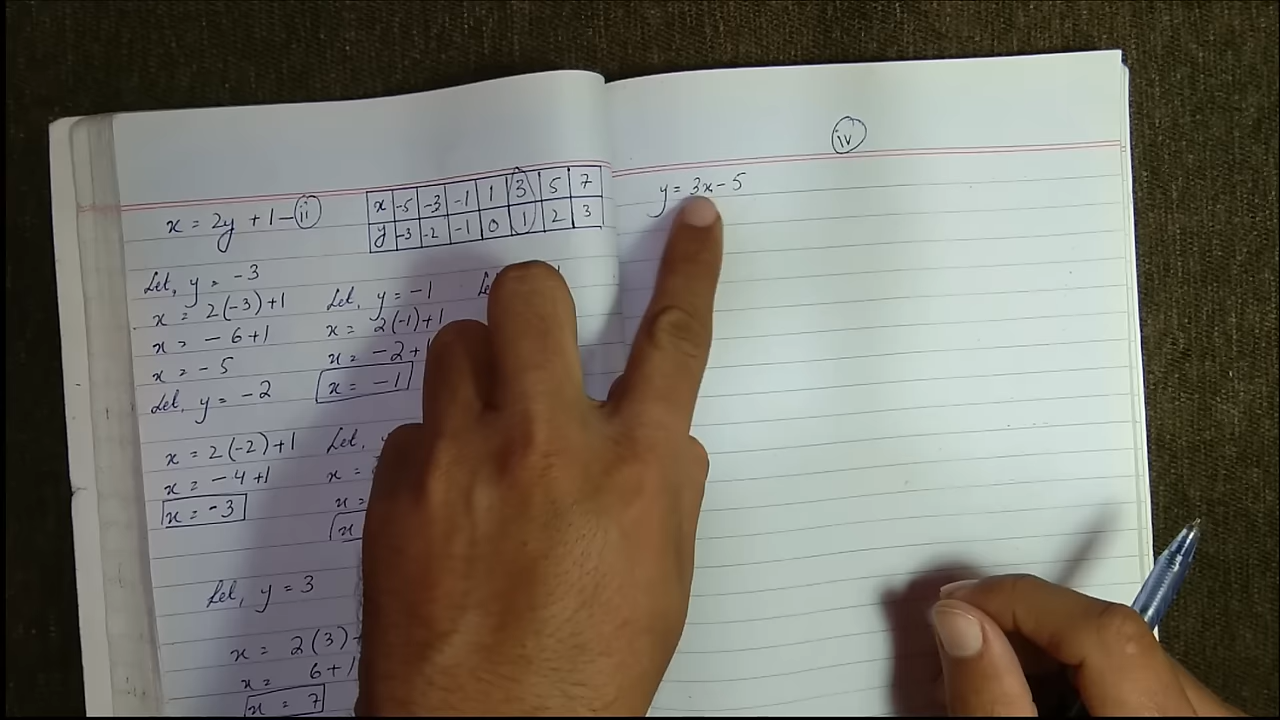 x = 2y + 1 - ii
x -5 -3 -1 1 3 5 7
y -3 -2 -1 0 1 2 3
Let, y = -3
x = 2(-3)+1
x = -6+1
x = -5
Let, y = -2
x = 2(-2)+1
x = -4+1
x = -3
Let, y = -1
x = 2(-1)+1
x = -2+
x = -1
Let,
x =
x =
x
Let, y = 3
x = 2(3)
x = 6+1
x = 7
iv
y = 3x - 5